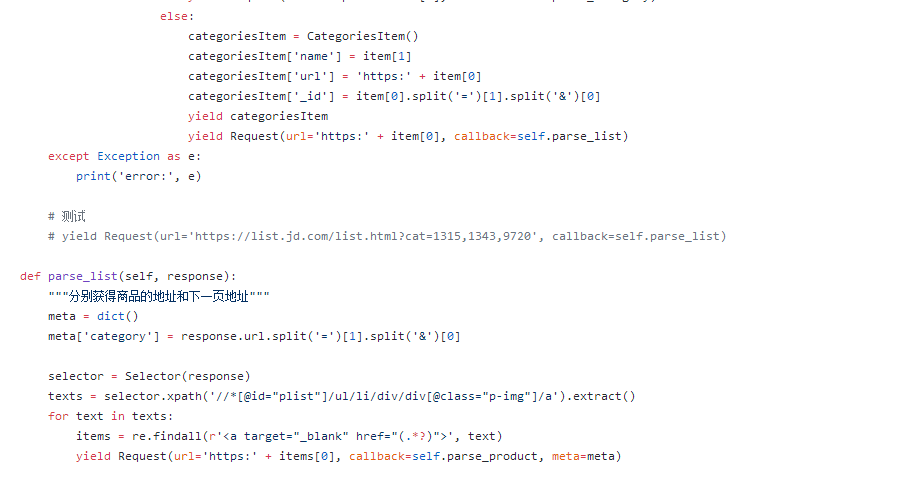 else:
categoriesItem = CategoriesItem()
categoriesItem['name'] = item[1]
categoriesItem['url'] = 'https:' + item[0]
categoriesItem['_id'] = item[0].split('=')[1].split('&')[0]
yield categoriesItem
yield Request(url='https:' + item[0], callback=self.parse_list)
except Exception as e:
print('error:', e)
# 测试
# yield Request(url='https://list.jd.com/list.html?cat=1315,1343,9720', callback=self.parse_list)
def parse_list(self, response):
"""分别获得商品的地址和下一页地址"""
meta = dict()
meta['category'] = response.url.split('=')[1].split('&')[0]
selector = Selector(response)
texts = selector.xpath('//*[@id="plist"]/ul/li/div/div[@class="p-img"]/a').extract()
for text in texts:
items = re.findall(r'<a target="_blank" href="(.*?)">', text)
yield Request(url='https:' + items[0], callback=self.parse_product, meta=meta)